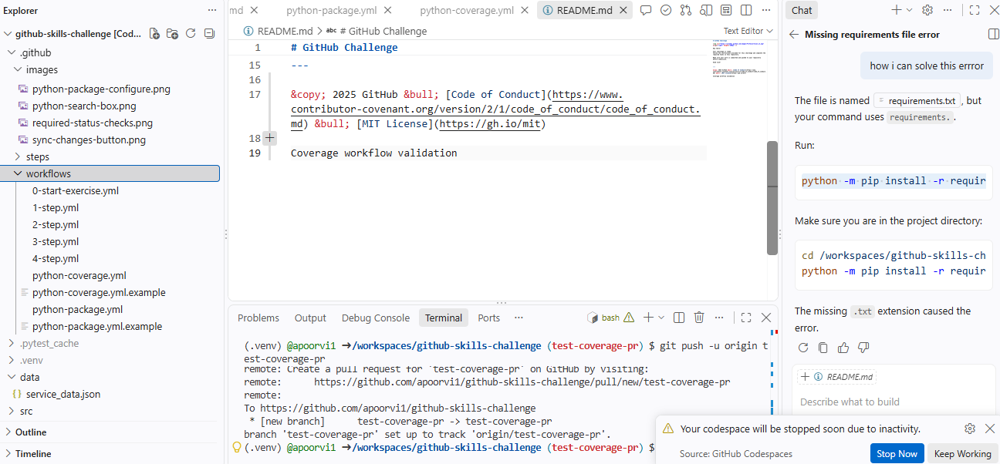 Explorer
github-skills-challenge [Cod...
.github
images
python-package-configure.png
python-search-box.png
required-status-checks.png
sync-changes-button.png
steps
workflows
0-start-exercise.yml
1-step.yml
2-step.yml
3-step.yml
4-step.yml
python-coverage.yml
python-coverage.yml.example
python-package.yml
python-package.yml.example
.pytest_cache
.venv
data
service_data.json
src
Outline
Timeline
md
python-package.yml
python-coverage.yml
README.md
README.md > abc # GitHub Challenge
Text Editor
1 # GitHub Challenge
15 ---
16
17 &copy; 2025 GitHub &bull; [Code of Conduct](https://www.
contributor-covenant.org/version/2/1/code_of_conduct/code_of_conduct.
md) &bull; [MIT License](https://gh.io/mit)
18
19 Coverage workflow validation
Problems Output Debug Console Terminal Ports ···
bash
(.venv) @apoorvi1 ➜/workspaces/github-skills-challenge (test-coverage-pr) $ git push -u origin t
est-coverage-pr
remote: Create a pull request for 'test-coverage-pr' on GitHub by visiting:
remote:      https://github.com/apoorvi1/github-skills-challenge/pull/new/test-coverage-pr
remote:
To https://github.com/apoorvi1/github-skills-challenge
* [new branch]      test-coverage-pr -> test-coverage-pr
branch 'test-coverage-pr' set up to track 'origin/test-coverage-pr'.
(.venv) @apoorvi1 ➜/workspaces/github-skills-challenge (test-coverage-pr) $
Chat
Missing requirements file error
how i can solve this errror
The file is named requirements.txt, but
your command uses requirements..
Run:
python -m pip install -r requir
Make sure you are in the project directory:
cd /workspaces/github-skills-ch
python -m pip install -r requir
The missing .txt extension caused the
error.
README.md
Describe what to build
Your codespace will be stopped soon due to inactivity.
Source: GitHub Codespaces
Stop Now
Keep Working